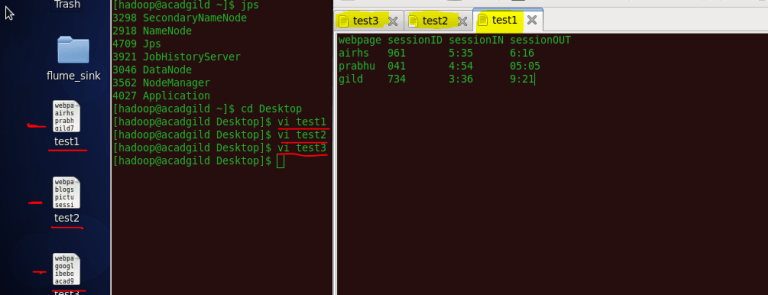 Trash
flume_sink
webpa
airhs
prabh
gild7
test1
webpa
blogs
pictu
sessi
test2
webpa
googl
ibebo
acad9
test3
[hadoop@acadgild ~]$ jps
3298 SecondaryNameNode
2918 NameNode
4709 Jps
3921 JobHistoryServer
3046 DataNode
3562 NodeManager
4027 Application
[hadoop@acadgild ~]$ cd Desktop
[hadoop@acadgild Desktop]$ vi test1
[hadoop@acadgild Desktop]$ vi test2
[hadoop@acadgild Desktop]$ vi test3
[hadoop@acadgild Desktop]$
test3 test2 test1
webpage sessionID sessionIN sessionOUT
airhs 961 5:35 6:16
prabhu 041 4:54 05:05
gild 734 3:36 9:21